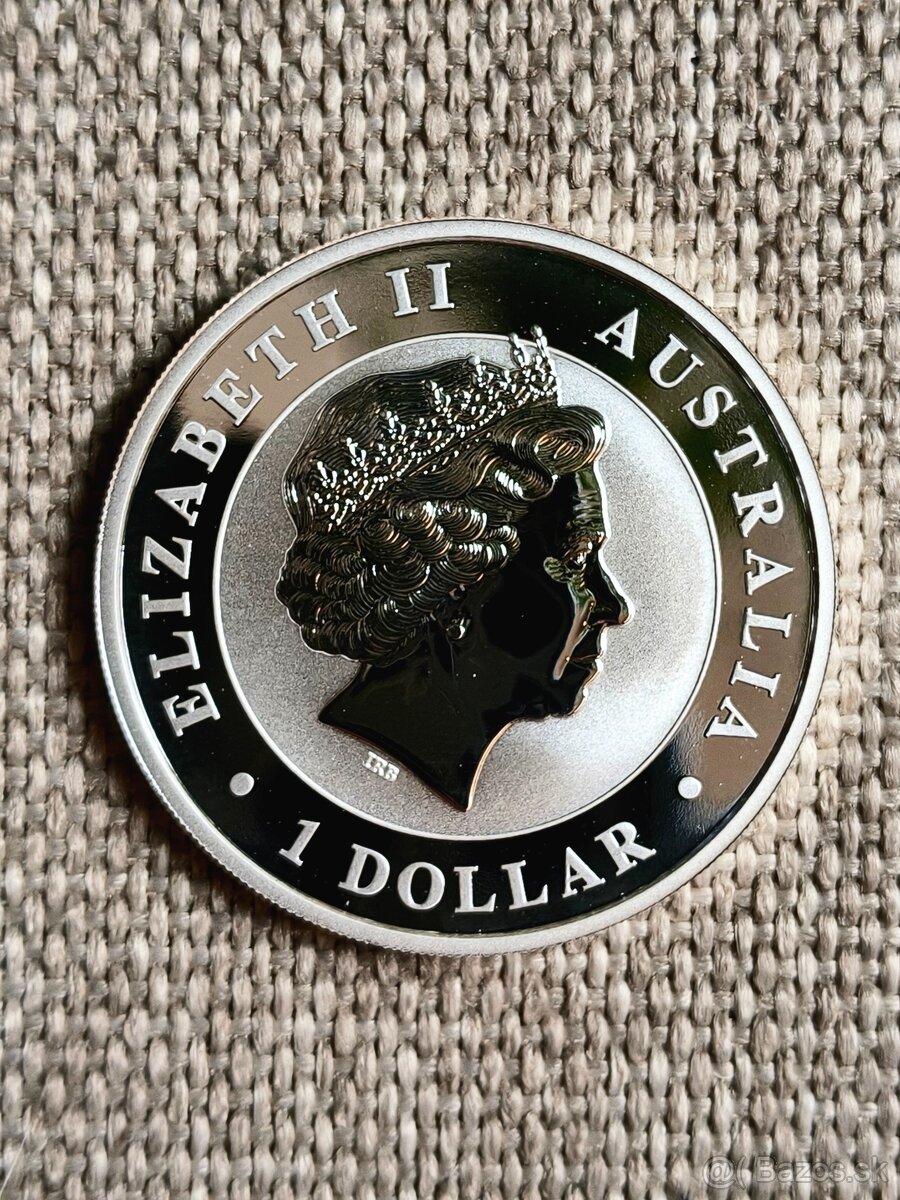 ELIZABETH II AUSTRALIA
1 DOLLAR
IRB
@( Bazos.sk